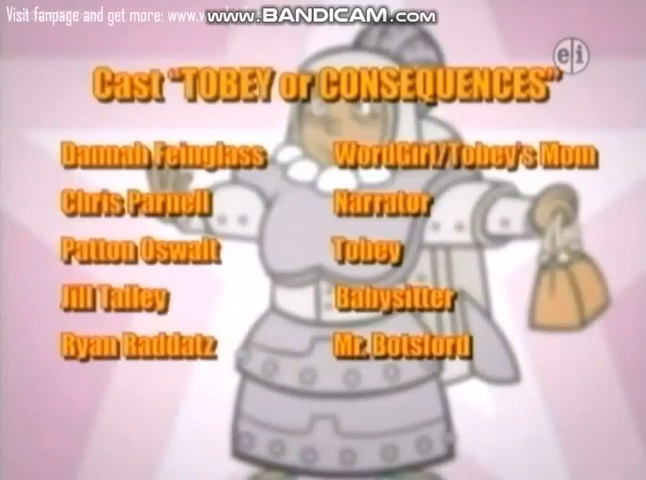 Visit fanpage and get more: www.v
www.BANDICAM.com
e/i
Cast "TOBEY or CONSEQUENCES"
Dannah Feinglass WordGirl/Tobey's Mom
Chris Parnell Narrator
Patton Oswalt Tobey
Jill Talley Babysitter
Ryan Raddatz Mr. Botsford